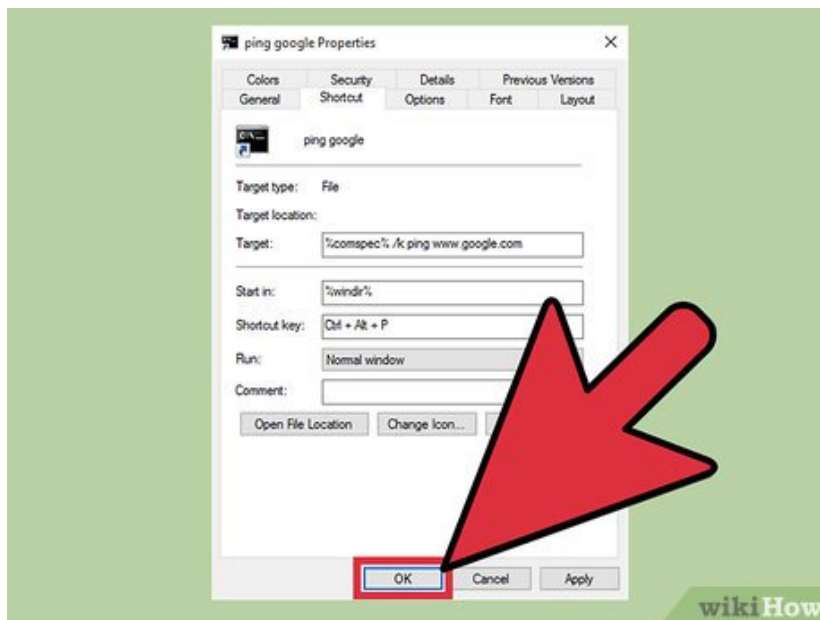 ping google Properties
Colors Security Details Previous Versions
General Shortcut Options Font Layout
ping google
Target type: File
Target location:
Target: %comspec% /k ping www.google.com
Start in: %windir%
Shortcut key: Ctrl + Alt + P
Run: Normal window
Comment:
Open File Location Change Icon...
OK Cancel Apply
wikiHow